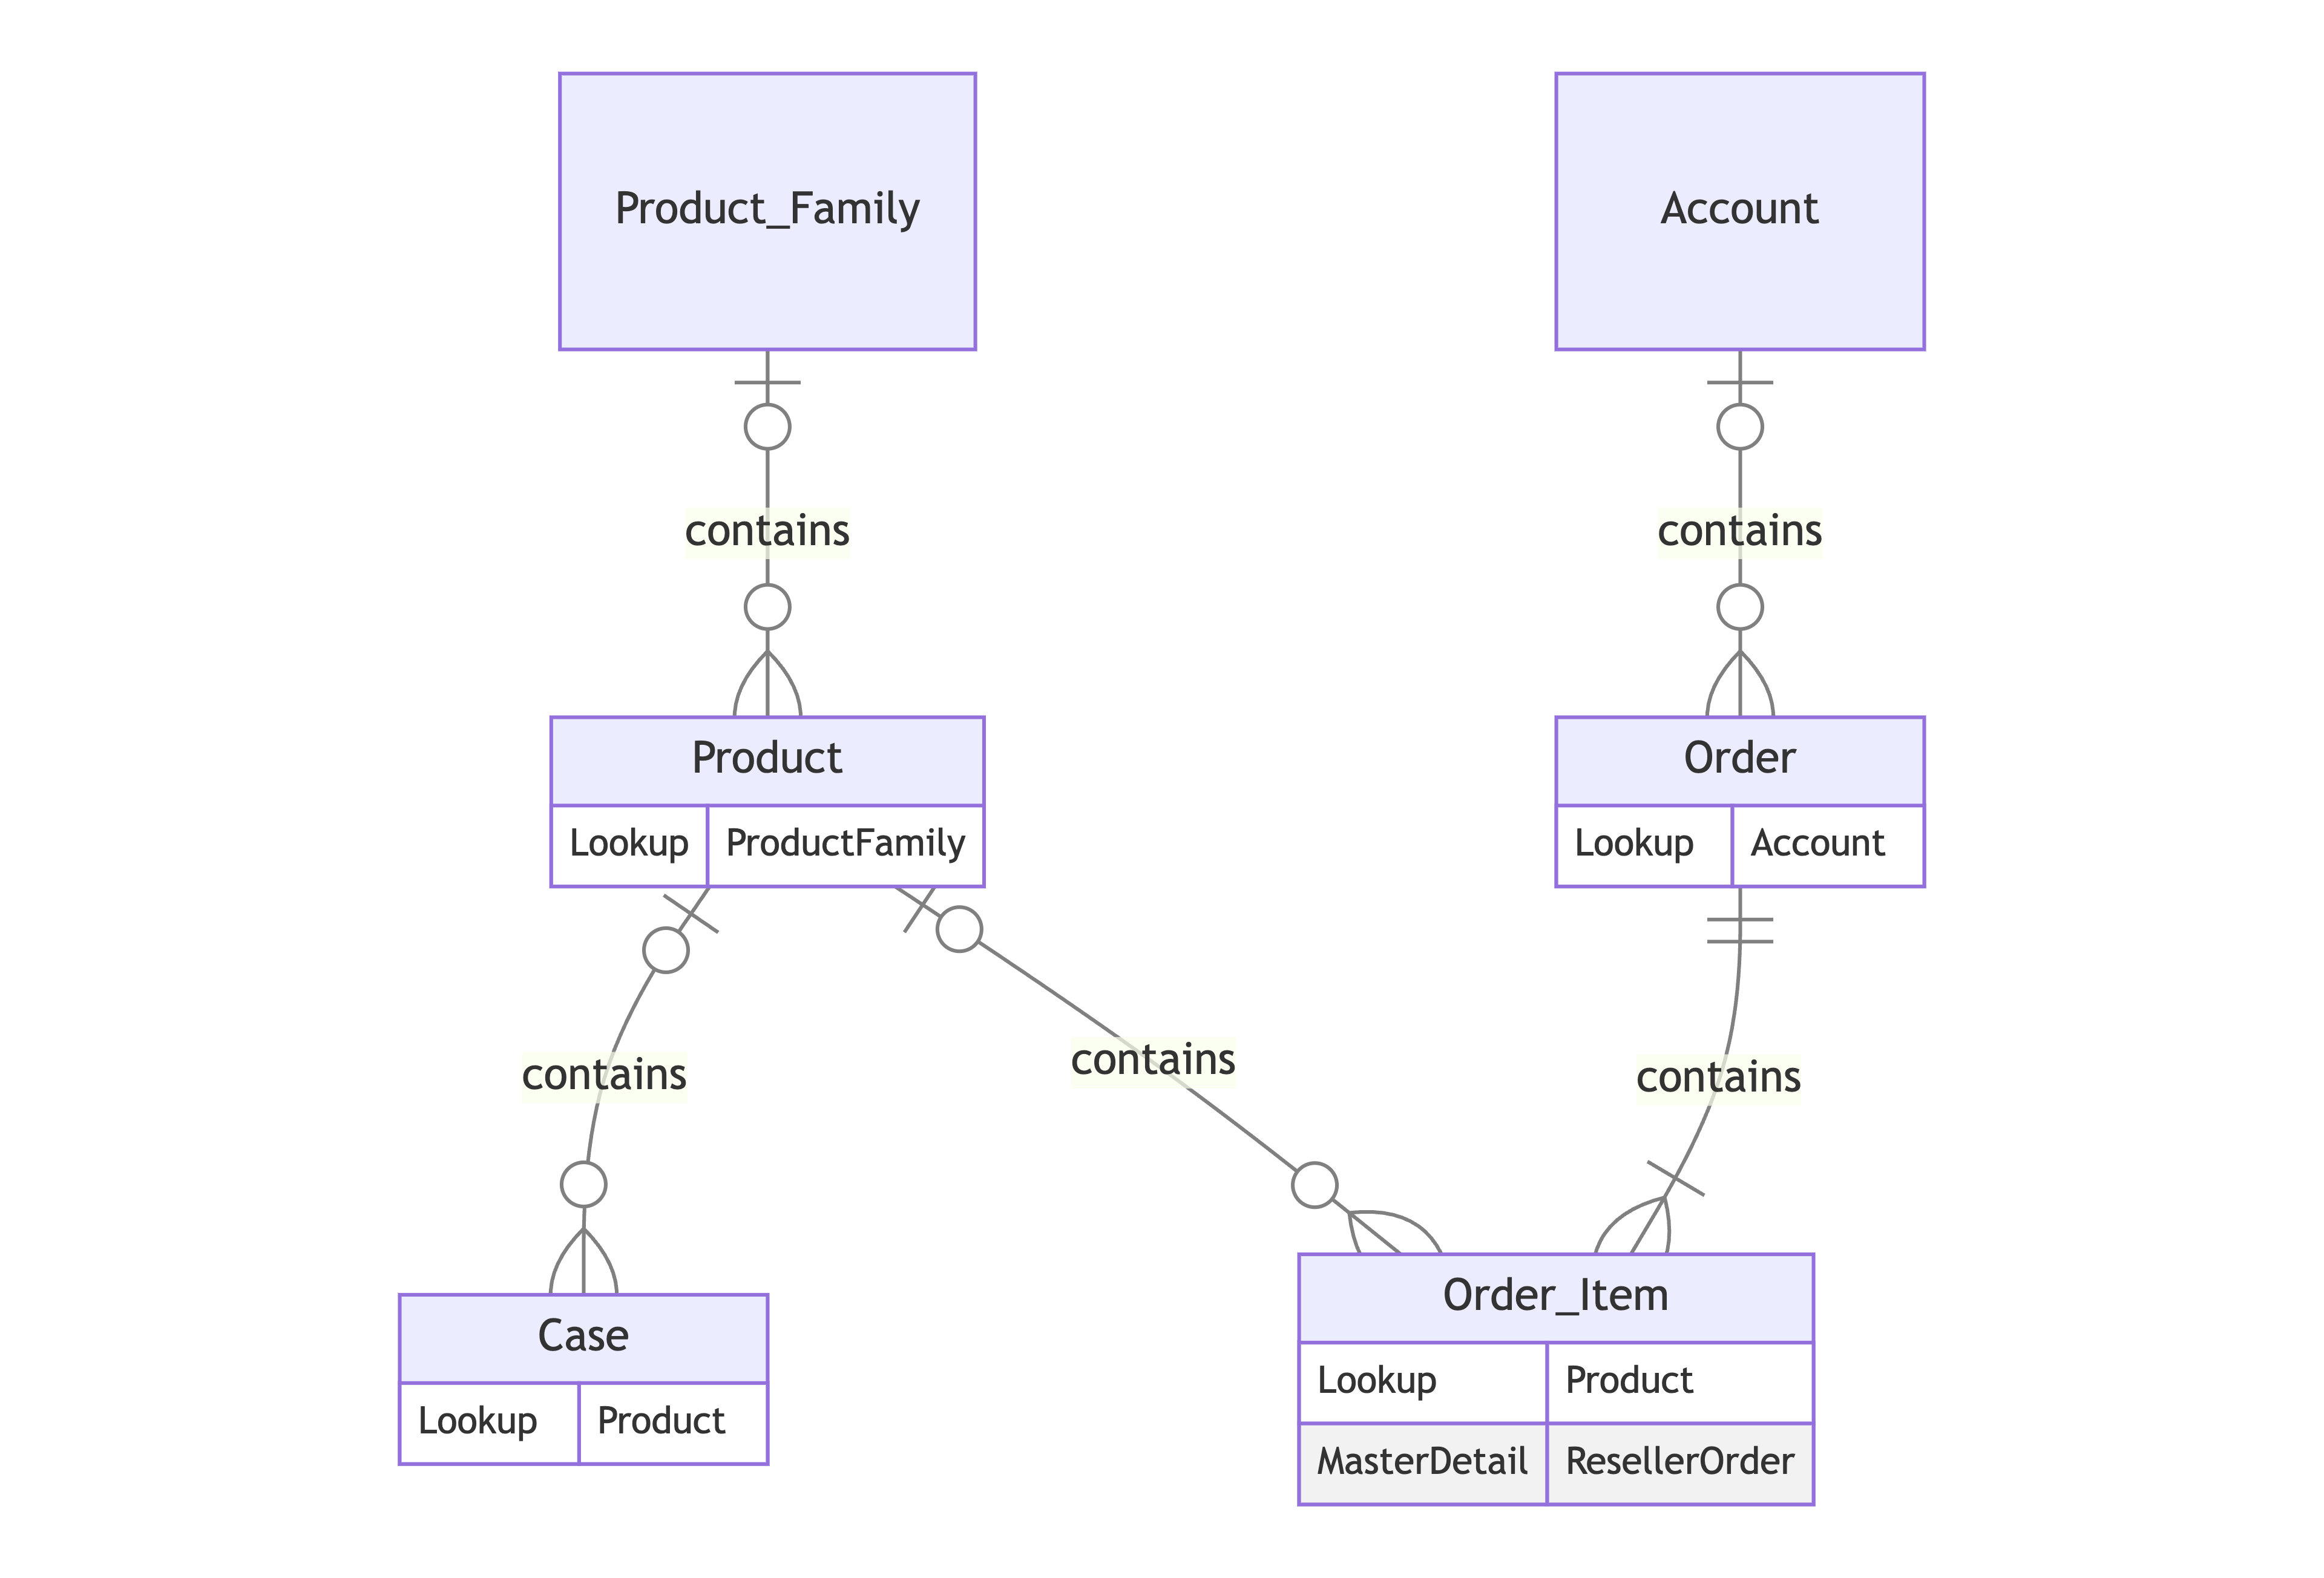 Product_Family
Account
contains
contains
Product
Lookup ProductFamily
Order
Lookup Account
contains
contains
contains
Case
Lookup Product
Order_Item
Lookup Product
MasterDetail ResellerOrder